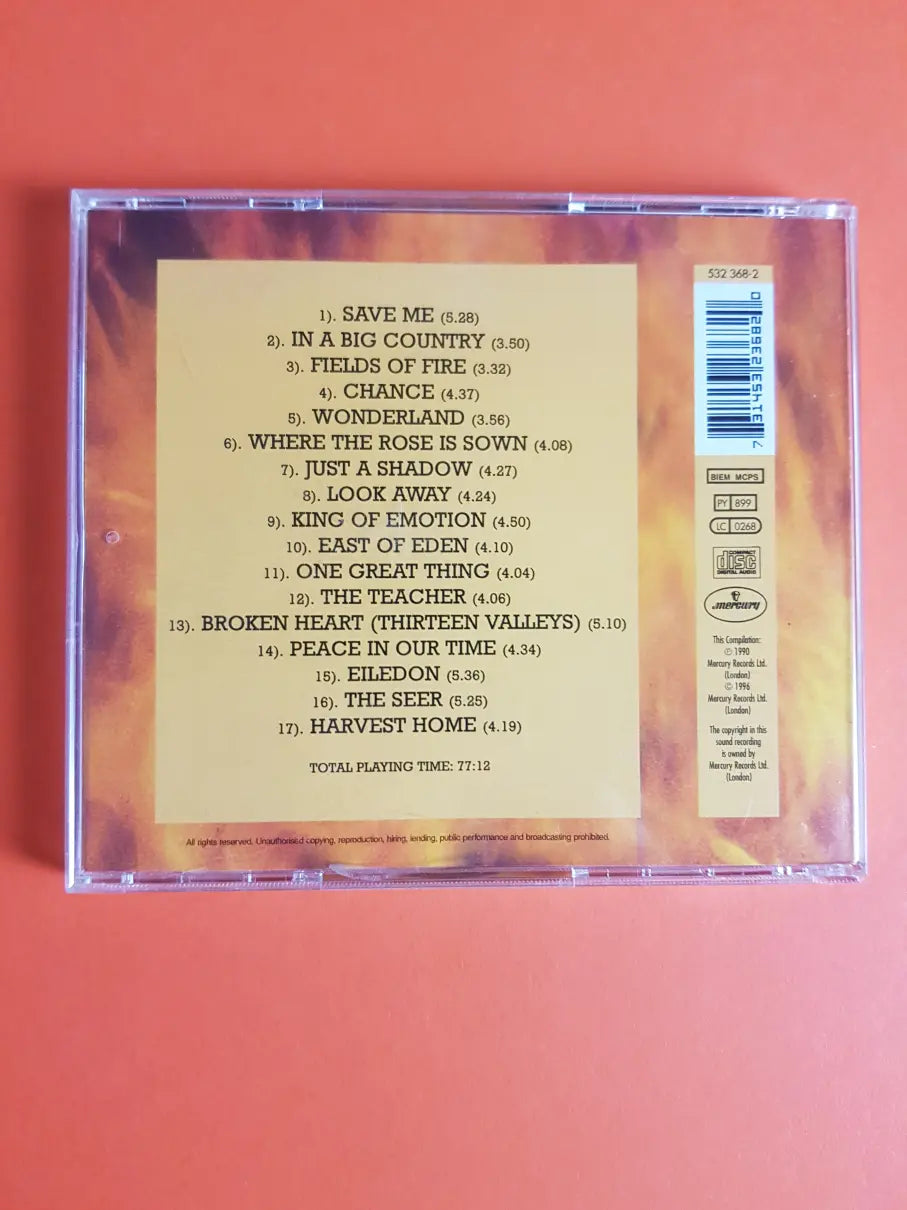 1). SAVE ME (5.28)
2). IN A BIG COUNTRY (3.50)
3). FIELDS OF FIRE (3.32)
4). CHANCE (4.37)
5). WONDERLAND (3.56)
6). WHERE THE ROSE IS SOWN (4.08)
7). JUST A SHADOW (4.27)
8). LOOK AWAY (4.24)
9). KING OF EMOTION (4.50)
10). EAST OF EDEN (4.10)
11). ONE GREAT THING (4.04)
12). THE TEACHER (4.06)
13). BROKEN HEART (THIRTEEN VALLEYS) (5.10)
14). PEACE IN OUR TIME (4.34)
15). EILEDON (5.36)
16). THE SEER (5.25)
17). HARVEST HOME (4.19)
TOTAL PLAYING TIME: 77:12
All rights reserved. Unauthorised copying, reproduction, hiring, lending, public performance and broadcasting prohibited.
532 368-2
7 31453 23682 0
BIEM MCPS
PY 899
LC 0268
COMPACT
disc
DIGITAL AUDIO
mercury
This Compilation:
℗ 1990
Mercury Records Ltd.
(London)
© 1996
Mercury Records Ltd.
(London)
The copyright in this
sound recording
is owned by
Mercury Records Ltd.
(London)